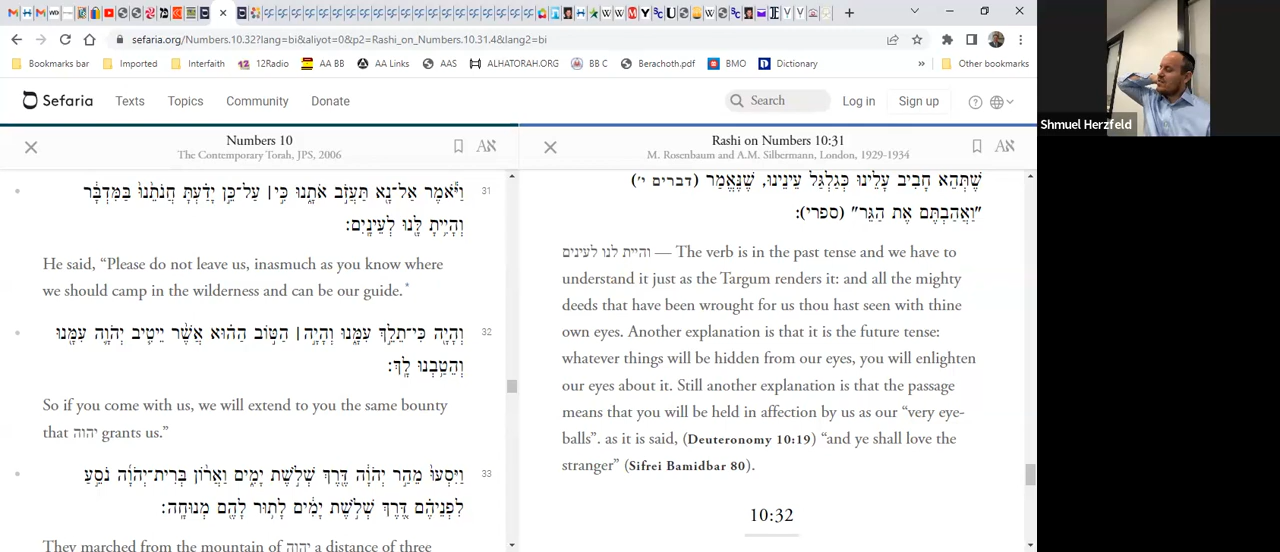 sefaria.org/Numbers.10.32?lang=bi&aliyot=0&p2=Rashi_on_Numbers.10.31.4&lang2=bi
Bookmarks bar Imported Interfaith 12Radio AA BB AA Links AAS ALHATORAH.ORG BB C Berachoth.pdf BMO Dictionary » Other bookmarks
Sefaria Texts Topics Community Donate Search Log in Sign up
Numbers 10
The Contemporary Torah, JPS, 2006
31
וַיֹּ֕אמֶר אַל־נָ֖א תַּעֲזֹ֣ב אֹתָ֑נוּ כִּ֣י ׀ עַל־כֵּ֣ן יָדַ֗עְתָּ חֲנֹתֵ֙נוּ֙ בַּמִּדְבָּ֔ר
וְהָיִ֥יתָ לָּ֖נוּ לְעֵינָֽיִם׃
He said, “Please do not leave us, inasmuch as you know where
we should camp in the wilderness and can be our guide.*
32
וְהָיָ֖ה כִּי־תֵלֵ֣ךְ עִמָּ֑נוּ וְהָיָ֣ה ׀ הַטּ֣וֹב הַה֗וּא אֲשֶׁ֨ר יֵיטִ֧יב יְהֹוָ֛ה עִמָּ֖נוּ
וְהֵטַ֥בְנוּ לָֽךְ׃
So if you come with us, we will extend to you the same bounty
that יהוה grants us.”
33
וַיִּסְעוּ֙ מֵהַ֣ר יְהֹוָ֔ה דֶּ֖רֶךְ שְׁלֹ֣שֶׁת יָמִ֑ים וַאֲר֨וֹן בְּרִית־יְהֹוָ֜ה נֹסֵ֣עַ
לִפְנֵיהֶ֗ם דֶּ֚רֶךְ שְׁלֹ֣שֶׁת יָמִ֔ים לָת֥וּר לָהֶ֖ם מְנוּחָֽה׃
They marched from the mountain of יהוה a distance of three
Rashi on Numbers 10:31
M. Rosenbaum and A.M. Silbermann, London, 1929-1934
שֶׁתְּהֵא חָבִיב עָלֵינוּ כְּגַלְגַּל עֵינֵינוּ, שֶׁנֶּאֱמַר (דברים י׳)
"וַאֲהַבְתֶּם אֶת הַגֵּר" (ספרי):
והיית לנו לעינים — The verb is in the past tense and we have to
understand it just as the Targum renders it: and all the mighty
deeds that have been wrought for us thou hast seen with thine
own eyes. Another explanation is that it is the future tense:
whatever things will be hidden from our eyes, you will enlighten
our eyes about it. Still another explanation is that the passage
means that you will be held in affection by us as our “very eye-
balls”. as it is said, (Deuteronomy 10:19) “and ye shall love the
stranger” (Sifrei Bamidbar 80).
10:32
Shmuel Herzfeld